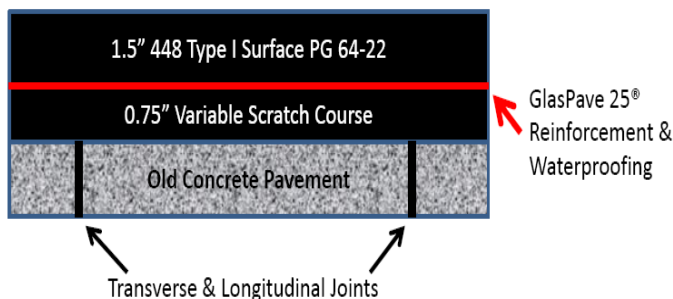 1.5” 448 Type I Surface PG 64-22
0.75” Variable Scratch Course
Old Concrete Pavement
GlasPave 25®
Reinforcement &
Waterproofing
Transverse & Longitudinal Joints